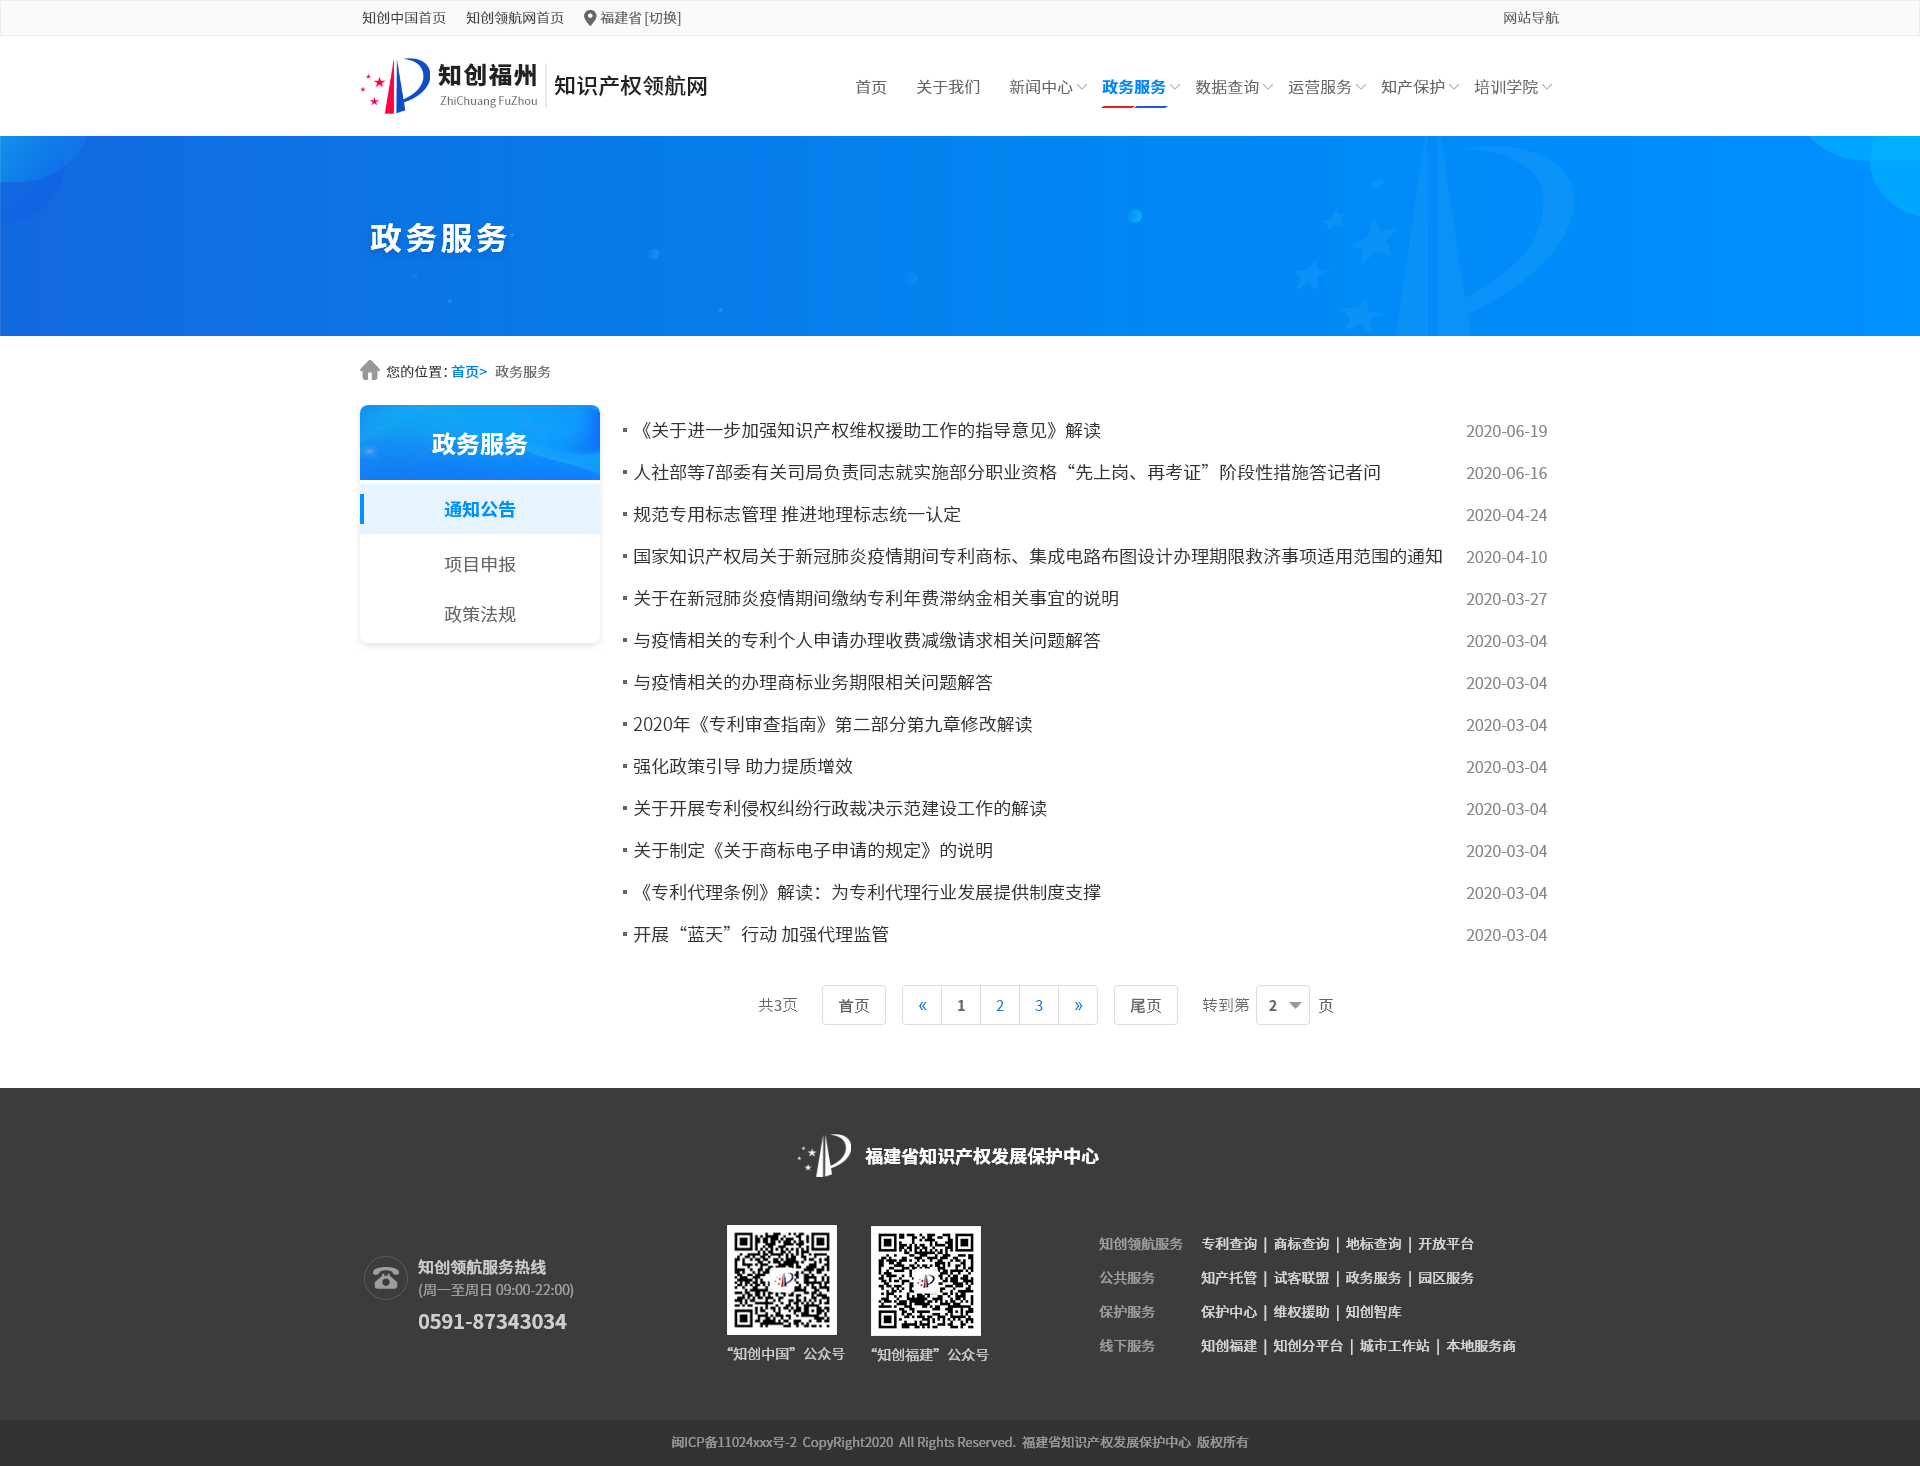 知创中国首页 知创领航网首页 福建省 [切换] 网站导航
知创福州 ZhiChuang FuZhou 知识产权领航网
首页 关于我们 新闻中心 政务服务 数据查询 运营服务 知产保护 培训学院
政务服务
您的位置：首页> 政务服务
政务服务
通知公告
项目申报
政策法规
《关于进一步加强知识产权维权援助工作的指导意见》解读 2020-06-19
人社部等7部委有关司局负责同志就实施部分职业资格“先上岗、再考证”阶段性措施答记者问 2020-06-16
规范专用标志管理 推进地理标志统一认定 2020-04-24
国家知识产权局关于新冠肺炎疫情期间专利商标、集成电路布图设计办理期限救济事项适用范围的通知 2020-04-10
关于在新冠肺炎疫情期间缴纳专利年费滞纳金相关事宜的说明 2020-03-27
与疫情相关的专利个人申请办理收费减缴请求相关问题解答 2020-03-04
与疫情相关的办理商标业务期限相关问题解答 2020-03-04
2020年《专利审查指南》第二部分第九章修改解读 2020-03-04
强化政策引导 助力提质增效 2020-03-04
关于开展专利侵权纠纷行政裁决示范建设工作的解读 2020-03-04
关于制定《关于商标电子申请的规定》的说明 2020-03-04
《专利代理条例》解读：为专利代理行业发展提供制度支撑 2020-03-04
开展“蓝天”行动 加强代理监管 2020-03-04
共3页 首页 « 1 2 3 » 尾页 转到第 2 页
福建省知识产权发展保护中心
知创领航服务热线
(周一至周日 09:00-22:00)
0591-87343034
“知创中国”公众号
“知创福建”公众号
知创领航服务 专利查询 | 商标查询 | 地标查询 | 开放平台
公共服务 知产托管 | 试客联盟 | 政务服务 | 园区服务
保护服务 保护中心 | 维权援助 | 知创智库
线下服务 知创福建 | 知创分平台 | 城市工作站 | 本地服务商
闽ICP备11024xxx号-2 CopyRight2020 All Rights Reserved. 福建省知识产权发展保护中心 版权所有